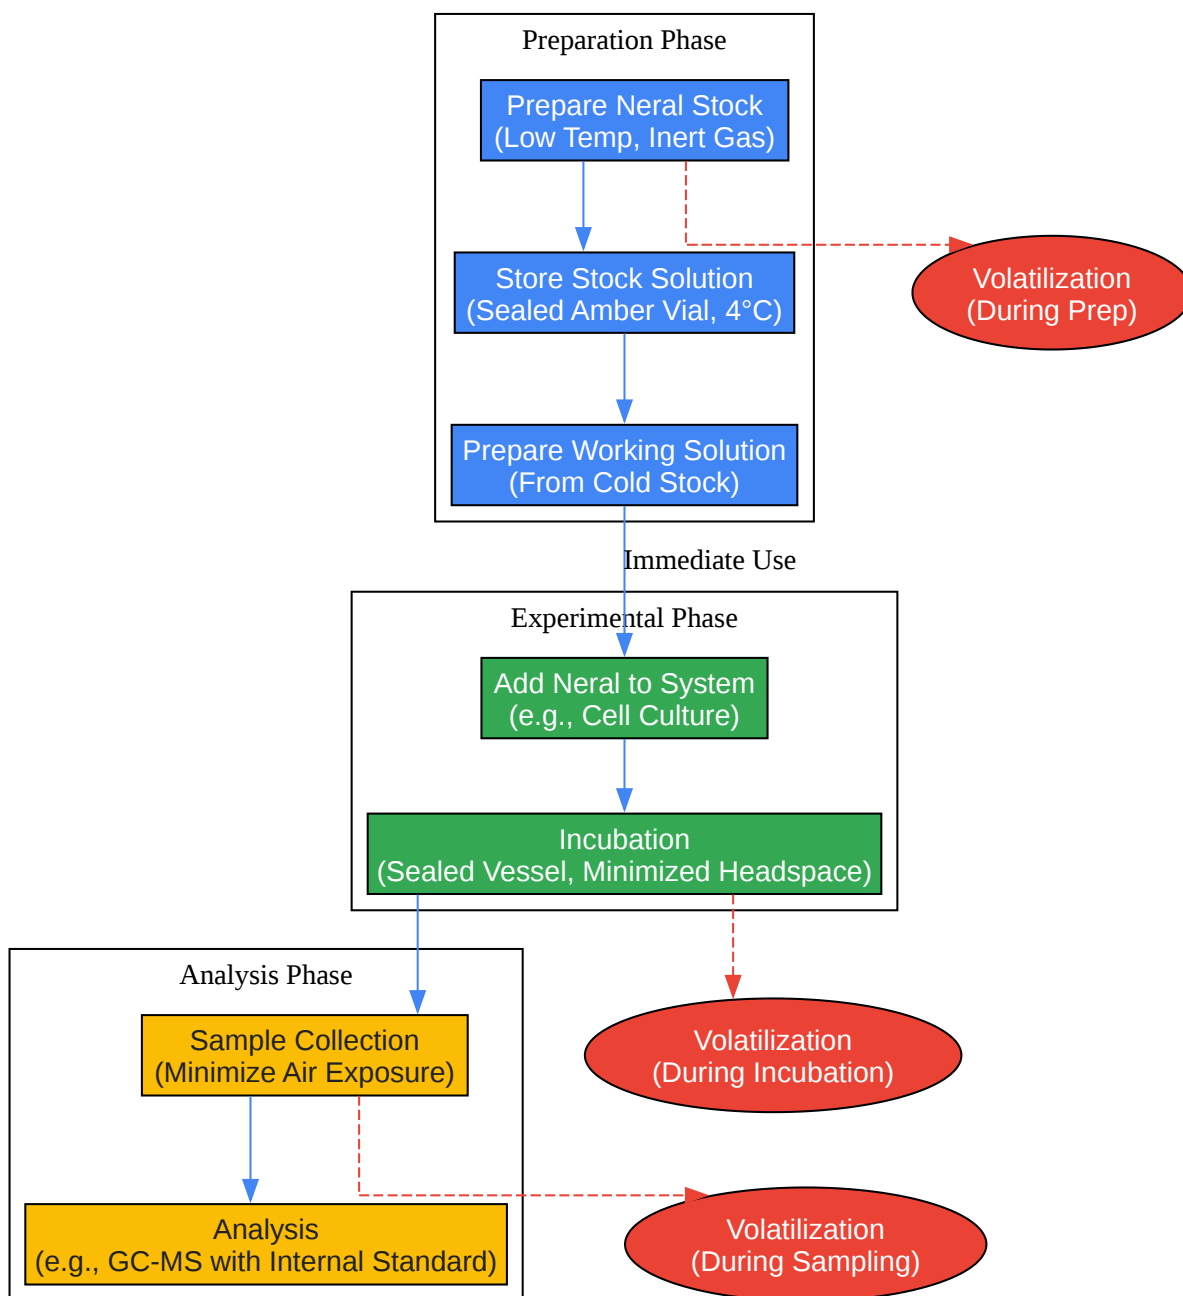 Preparation Phase
Prepare Neral Stock
(Low Temp, Inert Gas)
Store Stock Solution
(Sealed Amber Vial, 4°C)
Volatilization
(During Prep)
Prepare Working Solution
(From Cold Stock)
Immediate Use
Experimental Phase
Add Neral to System
(e.g., Cell Culture)
Incubation
(Sealed Vessel, Minimized Headspace)
Analysis Phase
Sample Collection
(Minimize Air Exposure)
Volatilization
(During Incubation)
Analysis
(e.g., GC-MS with Internal Standard)
Volatilization
(During Sampling)